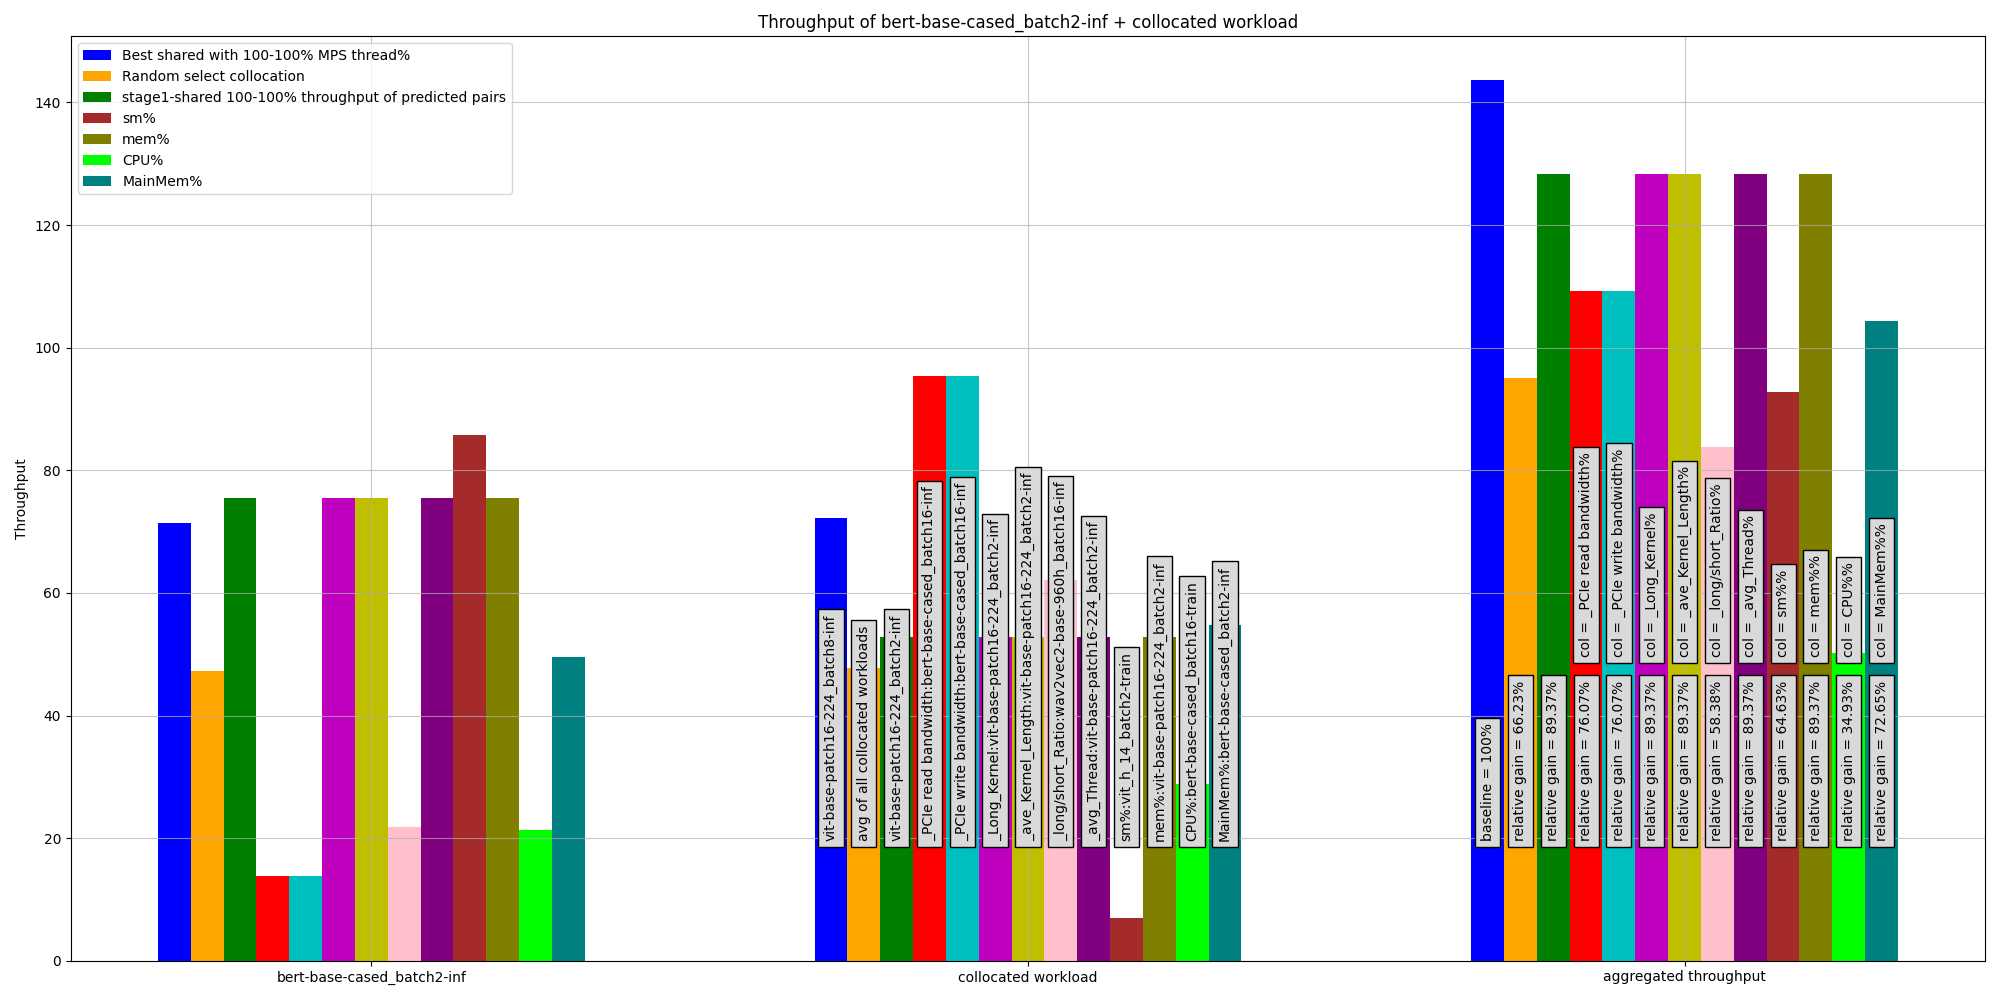 Throughput of bert-base-cased_batch2-inf + collocated workload
Best shared with 100-100% MPS thread%
Random select collocation
stage1-shared 100-100% throughput of predicted pairs
sm%
mem%
CPU%
MainMem%
Throughput
140
120
100
80
60
40
20
0
vit-base-patch16-224_batch8-inf
avg of all collocated workloads
vit-base-patch16-224_batch2-inf
_PCIe read bandwidth:bert-base-cased_batch16-inf
_PCIe write bandwidth:bert-base-cased_batch16-inf
_Long_Kernel:vit-base-patch16-224_batch2-inf
_ave_Kernel_Length:vit-base-patch16-224_batch2-inf
_long/short_Ratio:wav2vec2-base-960h_batch16-inf
_avg_Thread:vit-base-patch16-224_batch2-inf
sm%:vit_h_14_batch2-train
mem%:vit-base-patch16-224_batch2-inf
CPU%:bert-base-cased_batch16-train
MainMem%:bert-base-cased_batch2-inf
col = _PCIe read bandwidth%
col = _PCIe write bandwidth%
col = _Long_Kernel%
col = _ave_Kernel_Length%
col = _long/short_Ratio%
col = _avg_Thread%
col = sm%%
col = mem%%
col = CPU%%
col = MainMem%%
baseline = 100%
relative gain = 66.23%
relative gain = 89.37%
relative gain = 76.07%
relative gain = 76.07%
relative gain = 89.37%
relative gain = 89.37%
relative gain = 58.38%
relative gain = 89.37%
relative gain = 64.63%
relative gain = 89.37%
relative gain = 34.93%
relative gain = 72.65%
bert-base-cased_batch2-inf
collocated workload
aggregated throughput